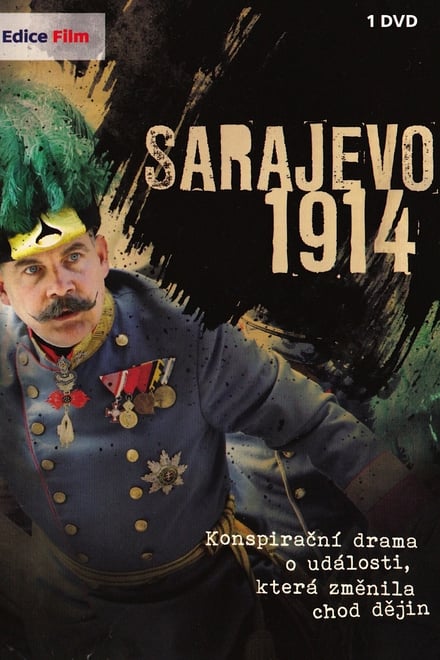 Edice Film
1 DVD
SARAJEVO
1914
Konspirační drama
o události,
která změnila
chod dějin